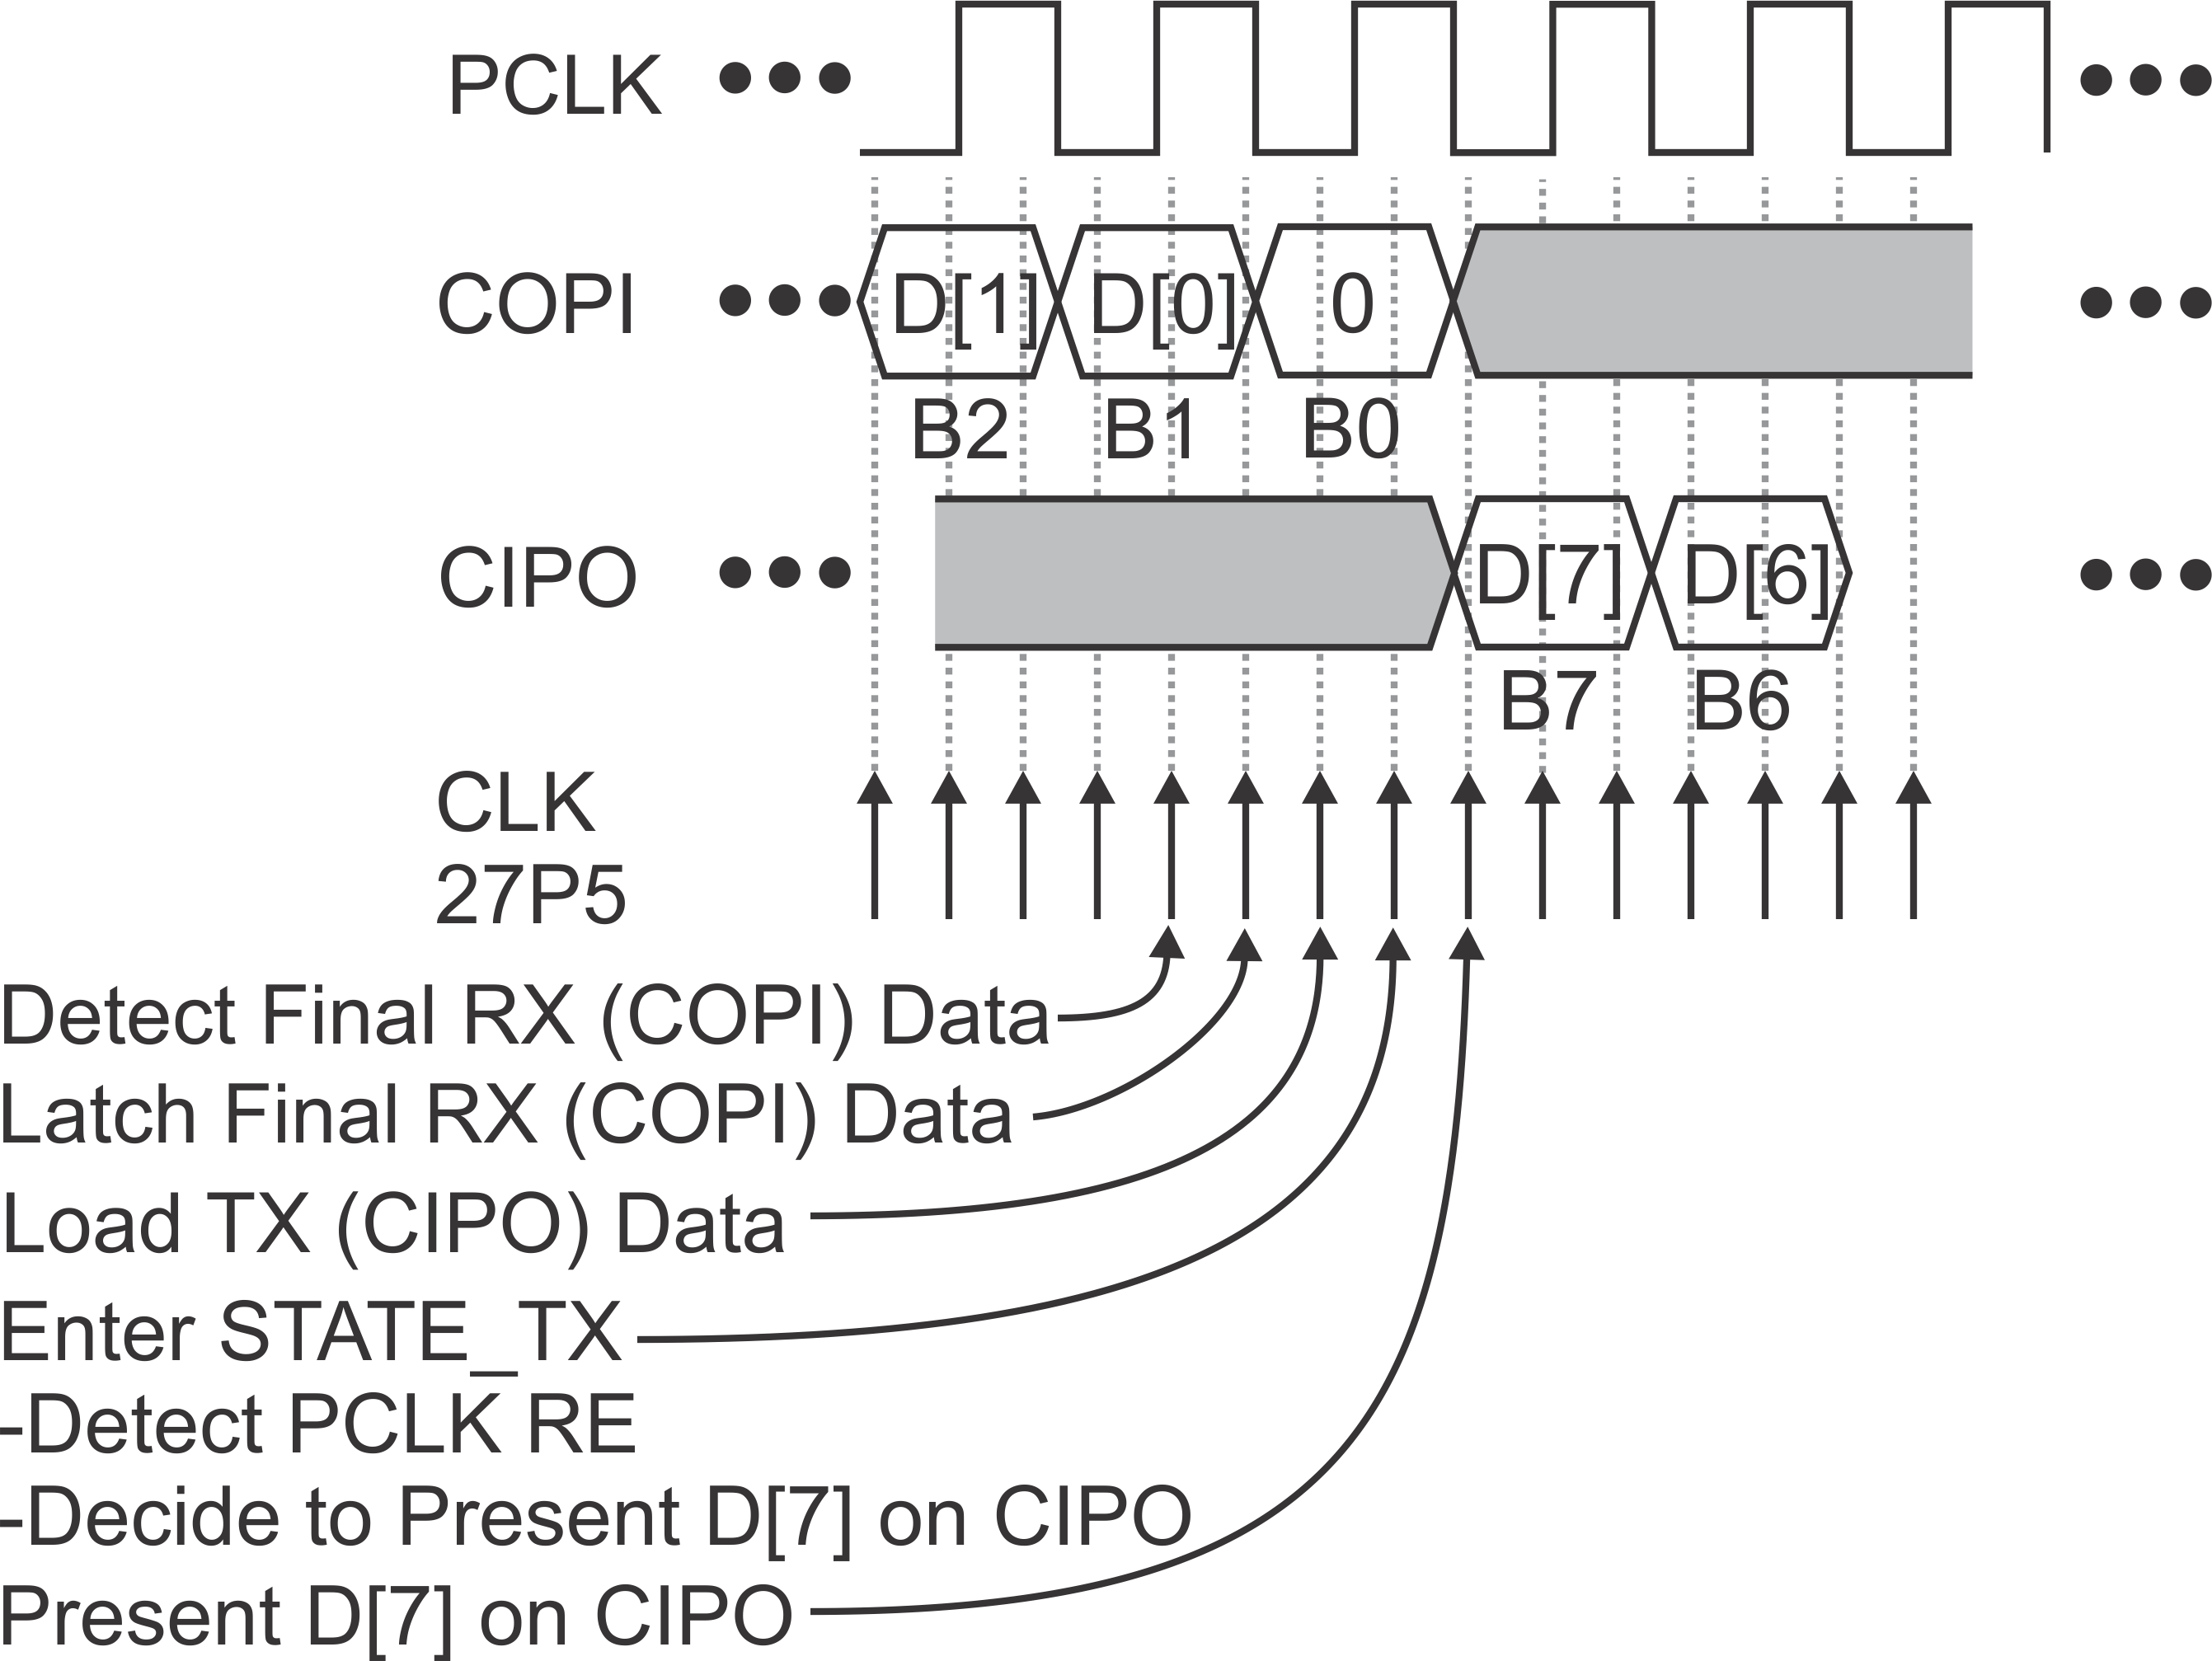 PCLK
COPI
D[1] D[0] 0
B2 B1 B0
CIPO
D[7] D[6]
B7 B6
CLK
27P5
Detect Final RX (COPI) Data
Latch Final RX (COPI) Data
Load TX (CIPO) Data
Enter STATE_TX
-Detect PCLK RE
-Decide to Present D[7] on CIPO
Present D[7] on CIPO